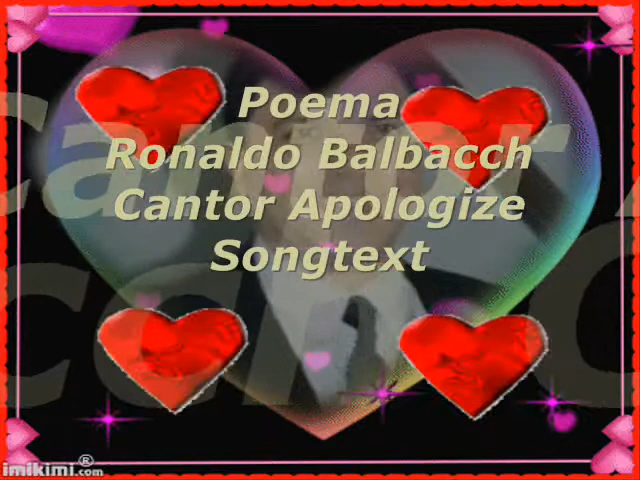 Poema
Ronaldo Balbacch
Cantor Apologize
Songtext
imikimi.com®